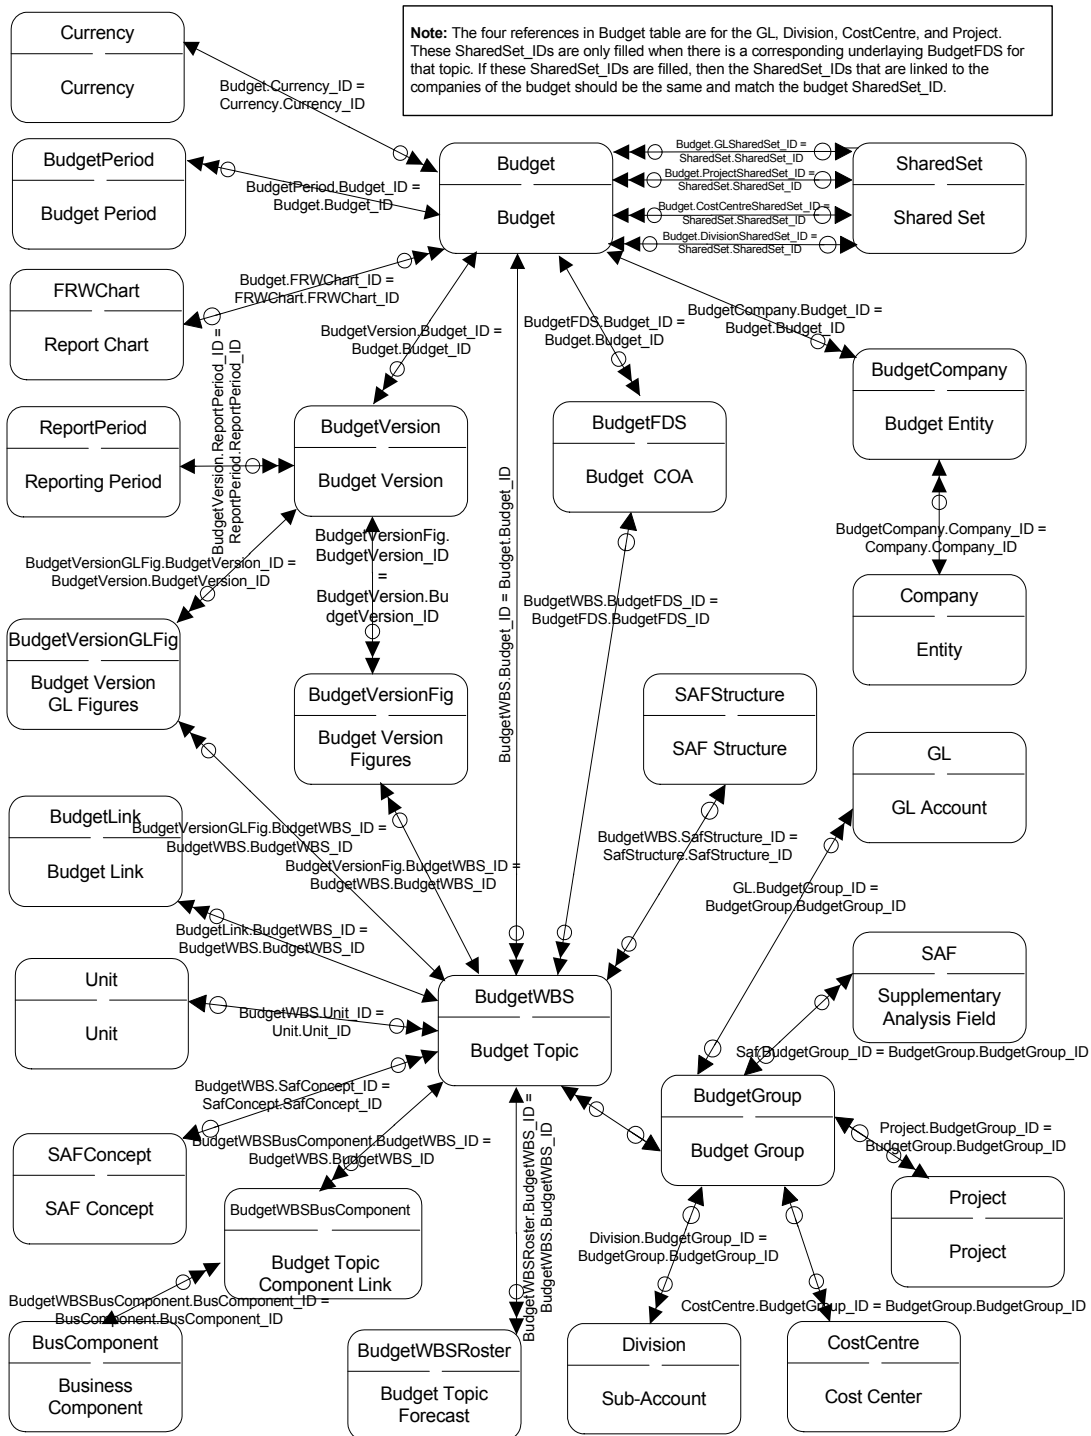 Currency
Currency
Note: The four references in Budget table are for the GL, Division, CostCentre, and Project.
These SharedSet_IDs are only filled when there is a corresponding underlaying BudgetFDS for
that topic. If these SharedSet_IDs are filled, then the SharedSet_IDs that are linked to the
companies of the budget should be the same and match the budget SharedSet_ID.
Budget.Currency_ID =
Currency.Currency_ID
BudgetPeriod
Budget Period
BudgetPeriod.Budget_ID =
Budget.Budget_ID
Budget
Budget
Budget.GLSharedSet_ID =
SharedSet.SharedSet_ID
Budget.ProjectSharedSet_ID =
SharedSet.SharedSet_ID
Budget.CostCentreSharedSet_ID =
SharedSet.SharedSet_ID
Budget.DivisionSharedSet_ID =
SharedSet.SharedSet_ID
SharedSet
Shared Set
FRWChart
Report Chart
Budget.FRWChart_ID =
FRWChart.FRWChart_ID
BudgetVersion.Budget_ID =
Budget.Budget_ID
BudgetFDS.Budget_ID =
Budget.Budget_ID
BudgetCompany.Budget_ID =
Budget.Budget_ID
BudgetCompany
Budget Entity
ReportPeriod
Reporting Period
BudgetVersion.ReportPeriod_ID =
ReportPeriod.ReportPeriod_ID
BudgetVersion
Budget Version
BudgetFDS
Budget COA
BudgetCompany.Company_ID =
Company.Company_ID
Company
Entity
BudgetVersionGLFig.BudgetVersion_ID =
BudgetVersion.BudgetVersion_ID
BudgetVersionFig.
BudgetVersion_ID
=
BudgetVersion.Bu
dgetVersion_ID
BudgetWBS.Budget_ID = Budget.Budget_ID
BudgetWBS.BudgetFDS_ID =
BudgetFDS.BudgetFDS_ID
BudgetVersionGLFig
Budget Version
GL Figures
BudgetVersionFig
Budget Version
Figures
SAFStructure
SAF Structure
GL
GL Account
BudgetLink
Budget Link
BudgetVersionGLFig.BudgetWBS_ID =
BudgetWBS.BudgetWBS_ID
BudgetVersionFig.BudgetWBS_ID =
BudgetWBS.BudgetWBS_ID
BudgetWBS.SafStructure_ID =
SafStructure.SafStructure_ID
GL.BudgetGroup_ID =
BudgetGroup.BudgetGroup_ID
BudgetLink.BudgetWBS_ID =
BudgetWBS.BudgetWBS_ID
Unit
Unit
BudgetWBS.Unit_ID =
Unit.Unit_ID
BudgetWBS
Budget Topic
SAF
Supplementary
Analysis Field
Saf.BudgetGroup_ID = BudgetGroup.BudgetGroup_ID
BudgetWBS.SafConcept_ID =
SafConcept.SafConcept_ID
BudgetGroup
Budget Group
Project.BudgetGroup_ID =
BudgetGroup.BudgetGroup_ID
SAFConcept
SAF Concept
BudgetWBSBusComponent.BudgetWBS_ID =
BudgetWBS.BudgetWBS_ID
BudgetWBSRoster.BudgetWBS_ID =
BudgetWBS.BudgetWBS_ID
Project
Project
BudgetWBSBusComponent
Budget Topic
Component Link
Division.BudgetGroup_ID =
BudgetGroup.BudgetGroup_ID
CostCentre.BudgetGroup_ID = BudgetGroup.BudgetGroup_ID
BudgetWBSBusComponent.BusComponent_ID =
BusComponent.BusComponent_ID
BusComponent
Business
Component
BudgetWBSRoster
Budget Topic
Forecast
Division
Sub-Account
CostCentre
Cost Center